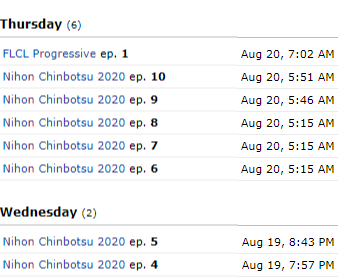 Thursday (6)
FLCL Progressive ep. 1 Aug 20, 7:02 AM
Nihon Chinbotsu 2020 ep. 10 Aug 20, 5:51 AM
Nihon Chinbotsu 2020 ep. 9 Aug 20, 5:46 AM
Nihon Chinbotsu 2020 ep. 8 Aug 20, 5:15 AM
Nihon Chinbotsu 2020 ep. 7 Aug 20, 5:15 AM
Nihon Chinbotsu 2020 ep. 6 Aug 20, 5:15 AM
Wednesday (2)
Nihon Chinbotsu 2020 ep. 5 Aug 19, 8:43 PM
Nihon Chinbotsu 2020 ep. 4 Aug 19, 7:57 PM